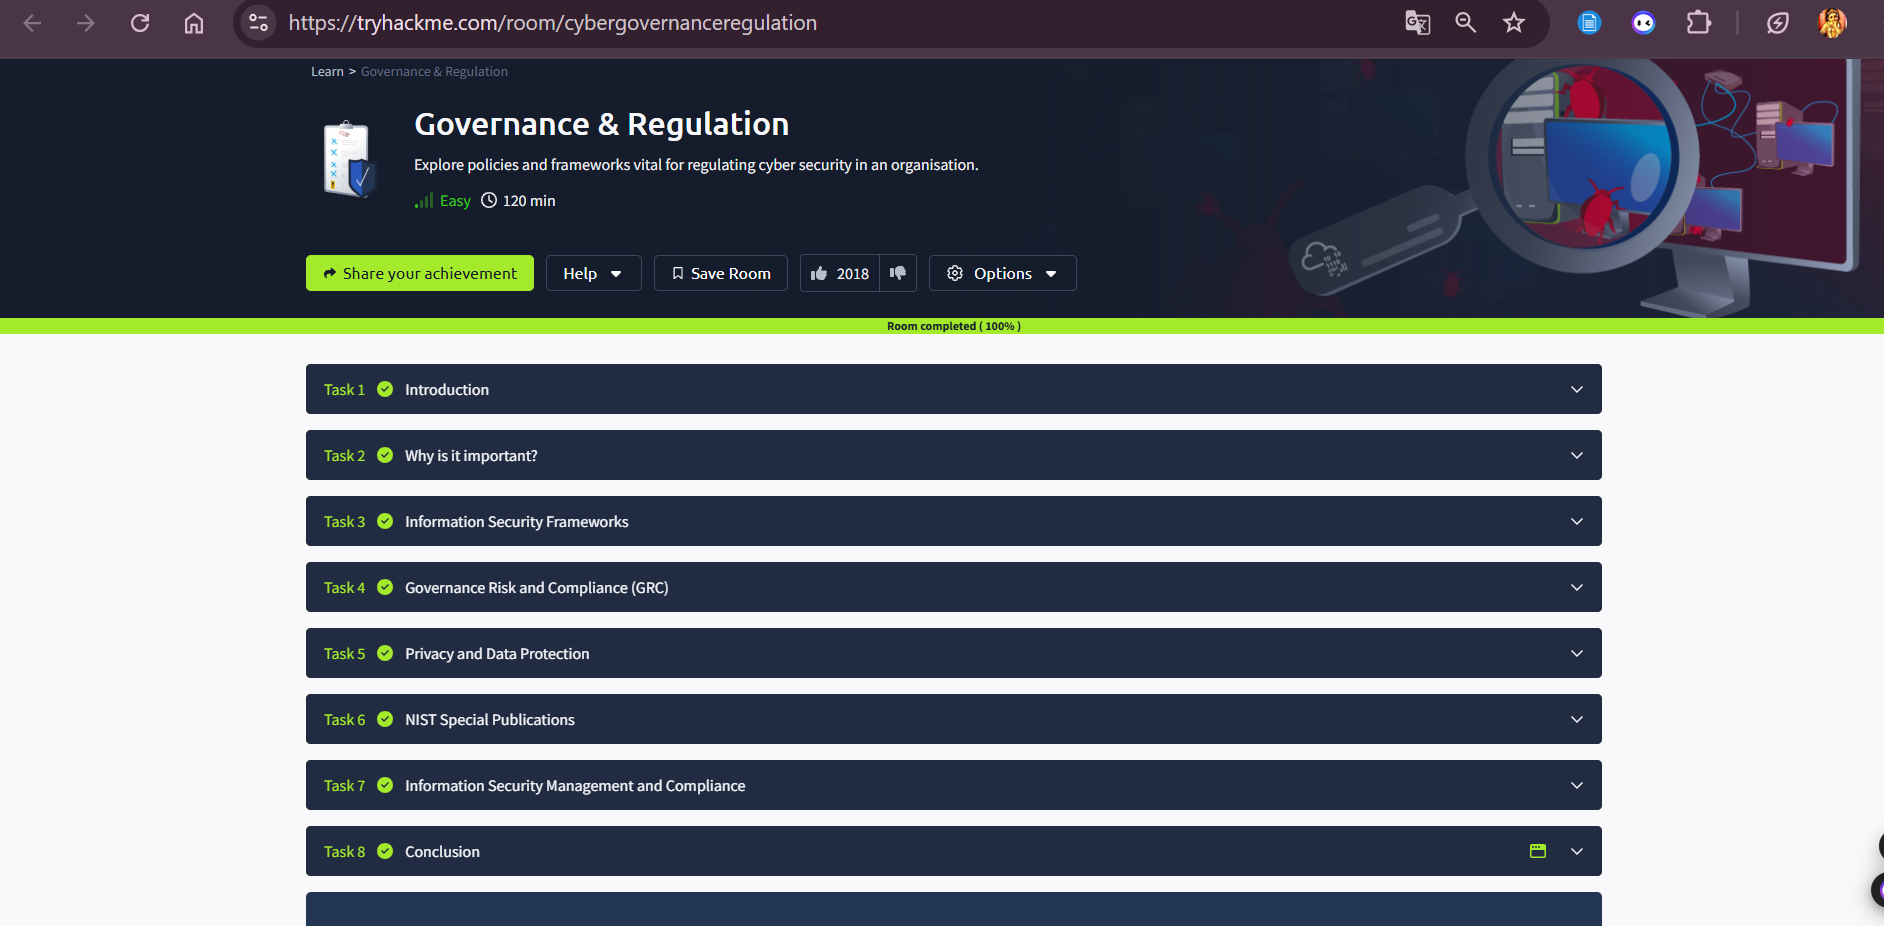 https://tryhackme.com/room/cybergovernanceregulation
Learn > Governance & Regulation
Governance & Regulation
Explore policies and frameworks vital for regulating cyber security in an organisation.
Easy 120 min
Share your achievement Help Save Room 2018 Options
Room completed ( 100% )
Task 1 Introduction
Task 2 Why is it important?
Task 3 Information Security Frameworks
Task 4 Governance Risk and Compliance (GRC)
Task 5 Privacy and Data Protection
Task 6 NIST Special Publications
Task 7 Information Security Management and Compliance
Task 8 Conclusion